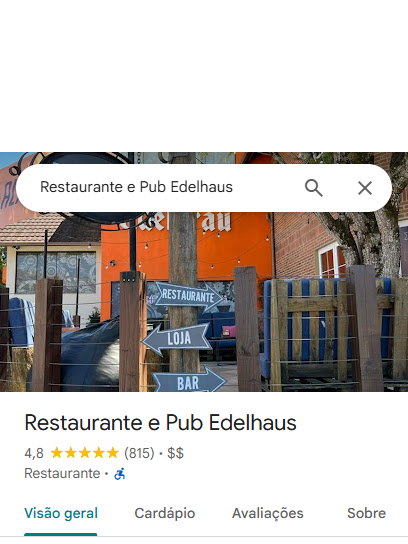 Restaurante e Pub Edelhaus
RESTAURANTE
LOJA
BAR
Restaurante e Pub Edelhaus
4,8 ★★★★★ (815) • $$
Restaurante •
Visão geral Cardápio Avaliações Sobre